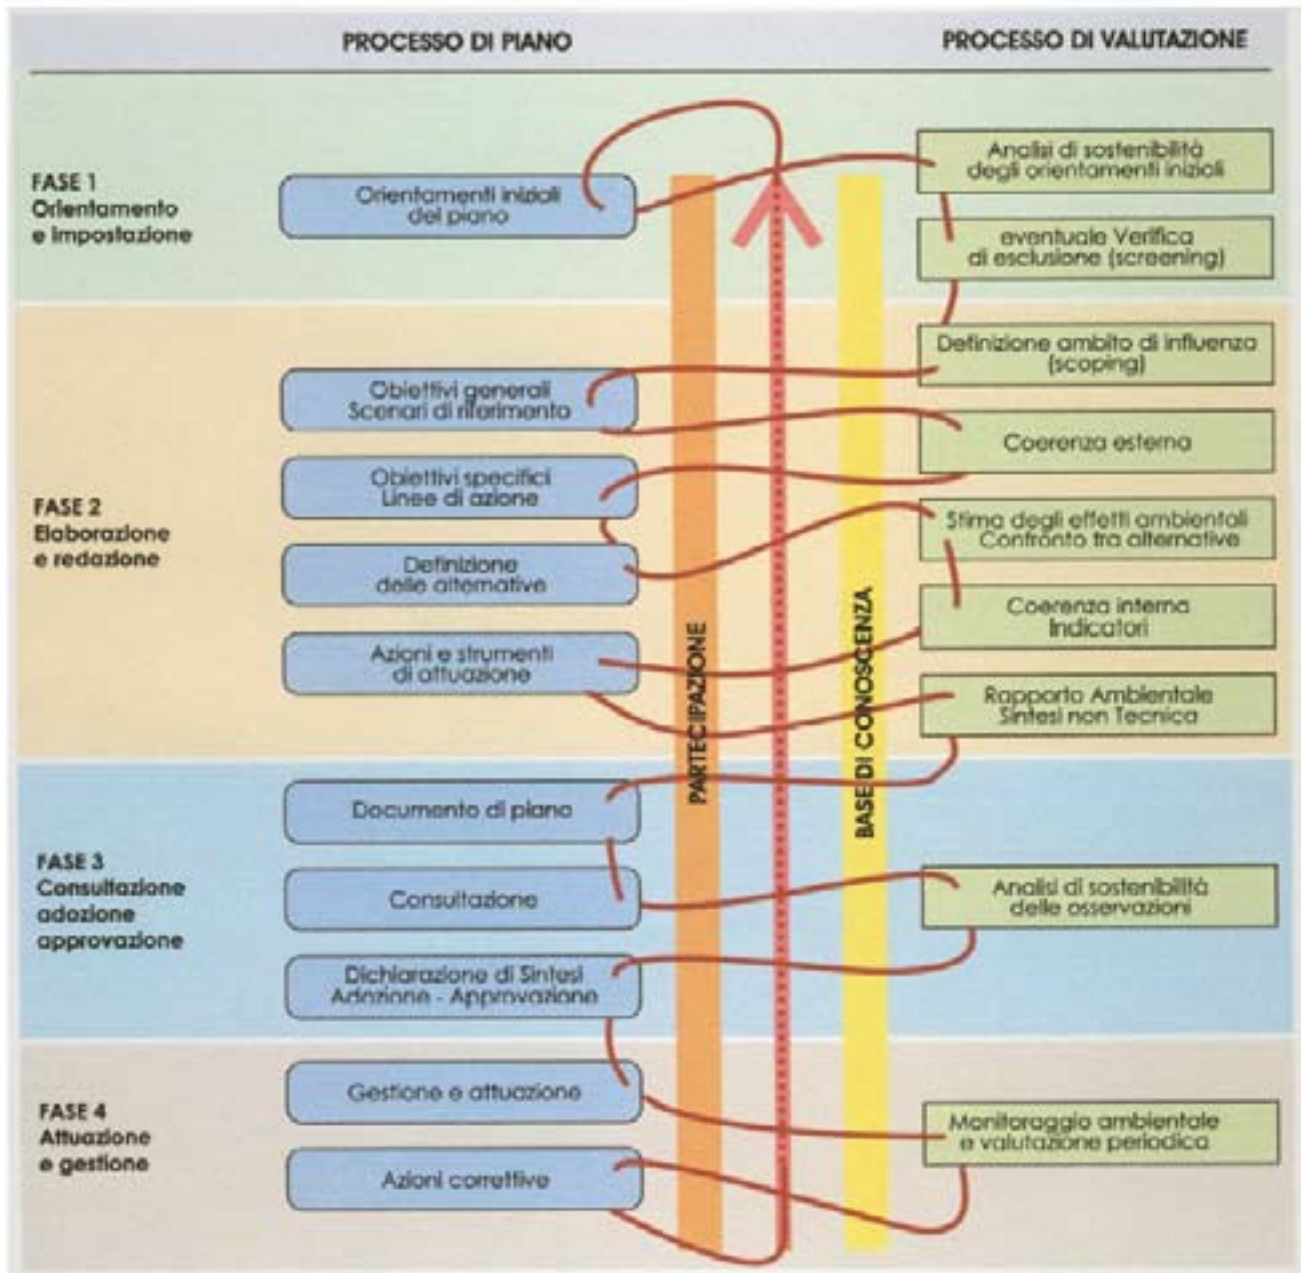 PROCESSO DI PIANO
PROCESSO DI VALUTAZIONE
FASE 1
Orientamento
e impostazione
Orientamenti iniziali
del piano
Analisi di sostenibilità
degli orientamenti iniziali
eventuale Verifica
di esclusione (screening)
FASE 2
Elaborazione
e redazione
Obiettivi generali
Scenari di riferimento
Obiettivi specifici
Linee di azione
Definizione
delle alternative
Azioni e strumenti
di attuazione
Definizione ambito di influenza
(scoping)
Coerenza esterna
Stima degli effetti ambientali
Confronto tra alternative
Coerenza interna
Indicatori
Rapporto Ambientale
Sintesi non Tecnica
PARTECIPAZIONE
BASE DI CONOSCENZA
FASE 3
Consultazione
adozione
approvazione
Documento di piano
Consultazione
Dichiarazione di Sintesi
Adozione - Approvazione
Analisi di sostenibilità
delle osservazioni
FASE 4
Attuazione
e gestione
Gestione e attuazione
Azioni correttive
Monitoraggio ambientale
e valutazione periodica